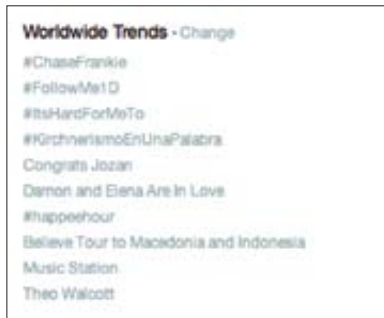 Worldwide Trends · Change
#ChaseFrankie
#FollowMe1D
#ItsHardForMeTo
#KirchnerismoEnUnaPalabra
Congrats Jozan
Damon and Elena Are In Love
#happeehour
Believe Tour to Macedonia and Indonesia
Music Station
Theo Walcott